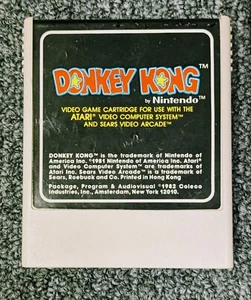 DONKEY KONG™
by Nintendo™
VIDEO GAME CARTRIDGE FOR USE WITH THE
ATARI® VIDEO COMPUTER SYSTEM™
AND SEARS VIDEO ARCADE™
DONKEY KONG™ is the trademark of Nintendo of
America Inc. ©1981 Nintendo of America Inc. Atari®
and Video Computer System™ are trademarks of
Atari Inc. Sears Video Arcade™ is a trademark of
Sears, Roebuck and Co. Printed in Hong Kong
Package, Program & Audiovisual ©1982 Coleco
Industries, Inc., Amsterdam, New York 12010.